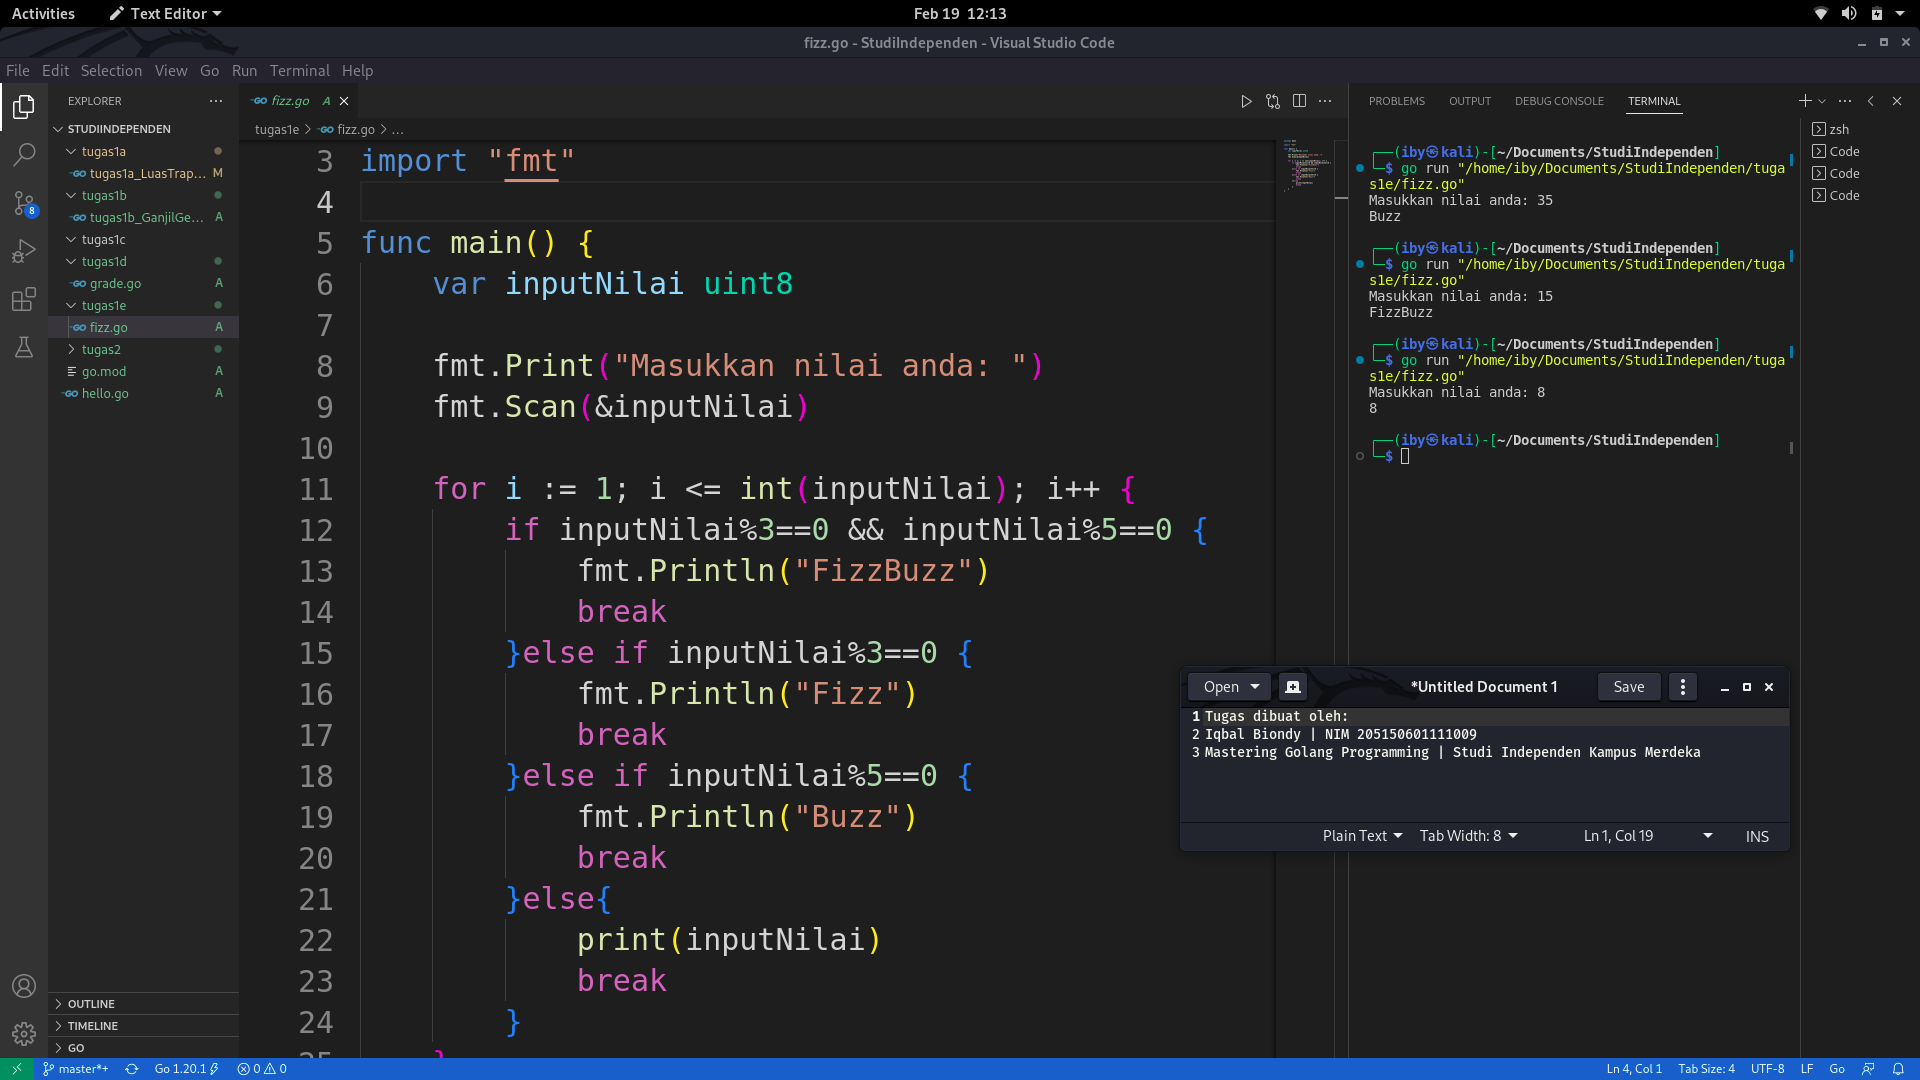 Activities Text Editor Feb 19 12:13
fizz.go - StudiIndependen - Visual Studio Code
File Edit Selection View Go Run Terminal Help
EXPLORER
STUDIINDEPENDEN
tugas1a
tugas1a_LuasTrap... M
tugas1b
tugas1b_GanjilGe... A
tugas1c
tugas1d
grade.go A
tugas1e
fizz.go A
tugas2
go.mod A
hello.go A
OUTLINE
TIMELINE
GO
fizz.go A
tugas1e > fizz.go > ...
3 import "fmt"
4
5 func main() {
6 var inputNilai uint8
7
8 fmt.Print("Masukkan nilai anda: ")
9 fmt.Scan(&inputNilai)
10
11 for i := 1; i <= int(inputNilai); i++ {
12 if inputNilai%3==0 && inputNilai%5==0 {
13 fmt.Println("FizzBuzz")
14 break
15 }else if inputNilai%3==0 {
16 fmt.Println("Fizz")
17 break
18 }else if inputNilai%5==0 {
19 fmt.Println("Buzz")
20 break
21 }else{
22 print(inputNilai)
23 break
24 }
PROBLEMS OUTPUT DEBUG CONSOLE TERMINAL
┌──(iby㉿kali)-[~/Documents/StudiIndependen]
└─$ go run "/home/iby/Documents/StudiIndependen/tuga
s1e/fizz.go"
Masukkan nilai anda: 35
Buzz
┌──(iby㉿kali)-[~/Documents/StudiIndependen]
└─$ go run "/home/iby/Documents/StudiIndependen/tuga
s1e/fizz.go"
Masukkan nilai anda: 15
FizzBuzz
┌──(iby㉿kali)-[~/Documents/StudiIndependen]
└─$ go run "/home/iby/Documents/StudiIndependen/tuga
s1e/fizz.go"
Masukkan nilai anda: 8
8
┌──(iby㉿kali)-[~/Documents/StudiIndependen]
└─$
zsh
Code
Code
Code
Open *Untitled Document 1 Save
1 Tugas dibuat oleh:
2 Iqbal Biondy | NIM 205150601111009
3 Mastering Golang Programming | Studi Independen Kampus Merdeka
Plain Text Tab Width: 8 Ln 1, Col 19 INS
8
master*+ Go 1.20.1 0 0 Ln 4, Col 1 Tab Size: 4 UTF-8 LF Go